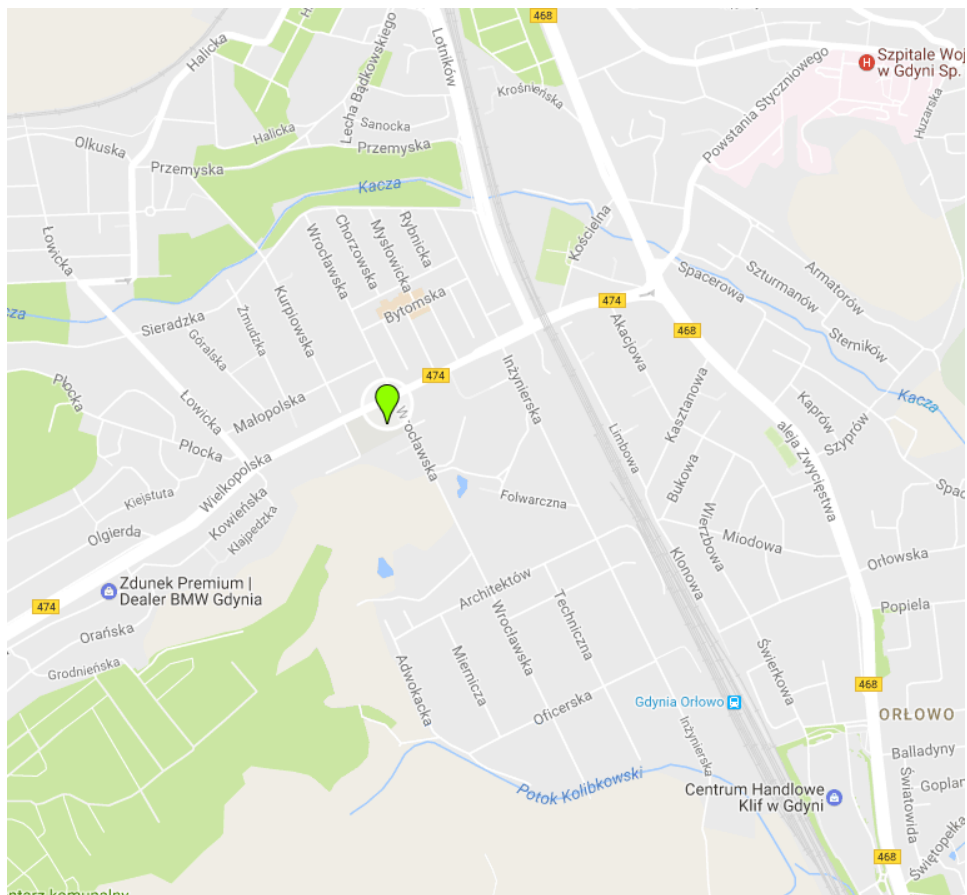 468
Halicka
Lecha Bądkowskiego
Lotników
Szpitale Woj
w Gdyni Sp.
Krośnieńska
Powstania Styczniowego
Huzarska
Sanocka
Halicka
Olkuska
Przemyska
Przemyska
Kacza
Łowicka
Wrocławska
Chorzowska
Mysłowicka
Rybnicka
Kościelna
Spacerowa
Szturmanów
Armatorów
Kurpiowska
Bytomska
474
Sieradzka
Żmudzka
Góralska
Akacjowa
468
Sterników
Inżynierska
474
Płocka
Łowicka
Małopolska
Wrocławska
Kasztanowa
Kaprów
Kacza
Szyprów
aleja Zwycięstwa
Limbowa
Płocka
Wielkopolska
Bukowa
Kiejstuta
Folwarczna
Spac
Olgierda
Kowieńska
Kłajpedzka
Wierzbowa
Miodowa
Orłowska
Klonowa
Zdunek Premium |
Dealer BMW Gdynia
474
Architektów
Wrocławska
Techniczna
Popiela
Orańska
Grodnieńska
Adwokacka
Miernicza
Świerkowa
468
Oficerska
Gdynia Orłowo
ORŁOWO
Inżynierska
Balladyny
Potok Kolibkowski
Centrum Handlowe
Klif w Gdyni
Światowida
Goplan
468
Świętopełka
ntarz komunalny